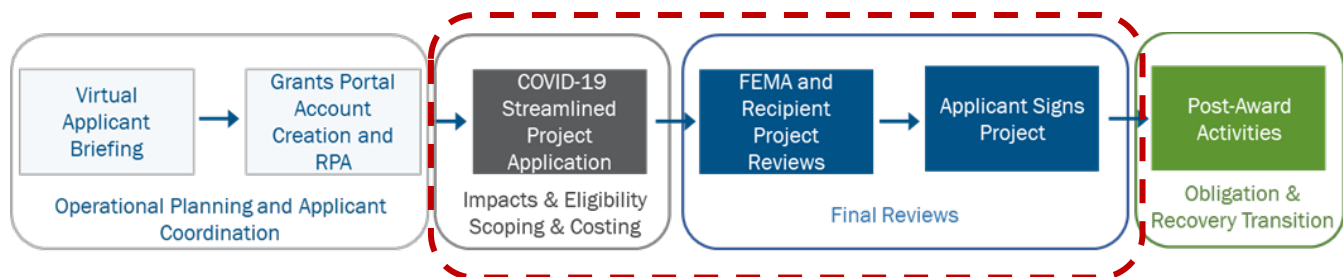 Virtual
Applicant
Briefing
Grants Portal
Account
Creation and
RPA
Operational Planning and Applicant
Coordination
COVID-19
Streamlined
Project
Application
Impacts & Eligibility
Scoping & Costing
FEMA and
Recipient
Project
Reviews
Applicant Signs
Project
Final Reviews
Post-Award
Activities
Obligation &
Recovery Transition